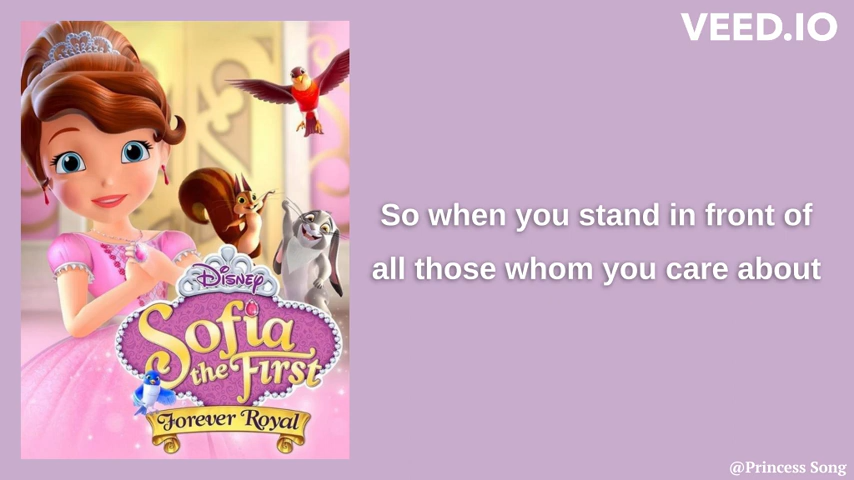 VEED.IO
So when you stand in front of
all those whom you care about
Disney
Sofia
the First
Forever Royal
@Princess Song